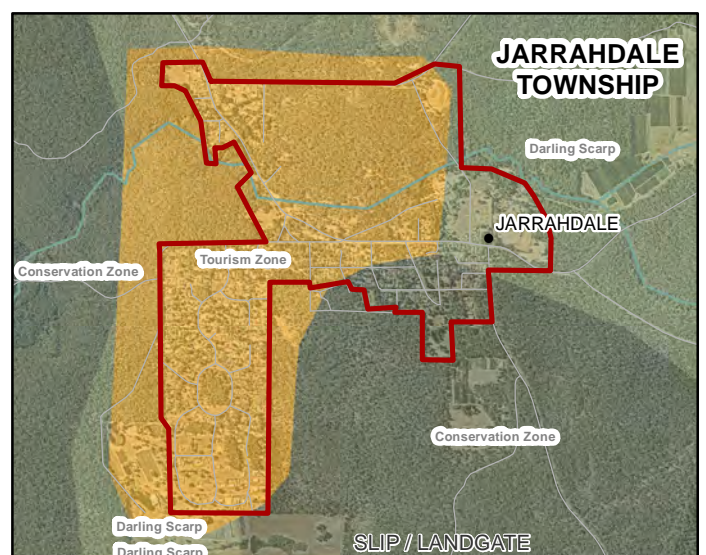 JARRAHDALE
TOWNSHIP
Darling Scarp
JARRAHDALE
Tourism Zone
Conservation Zone
Conservation Zone
Darling Scarp
SLIP / LANDGATE
Darling Scarp